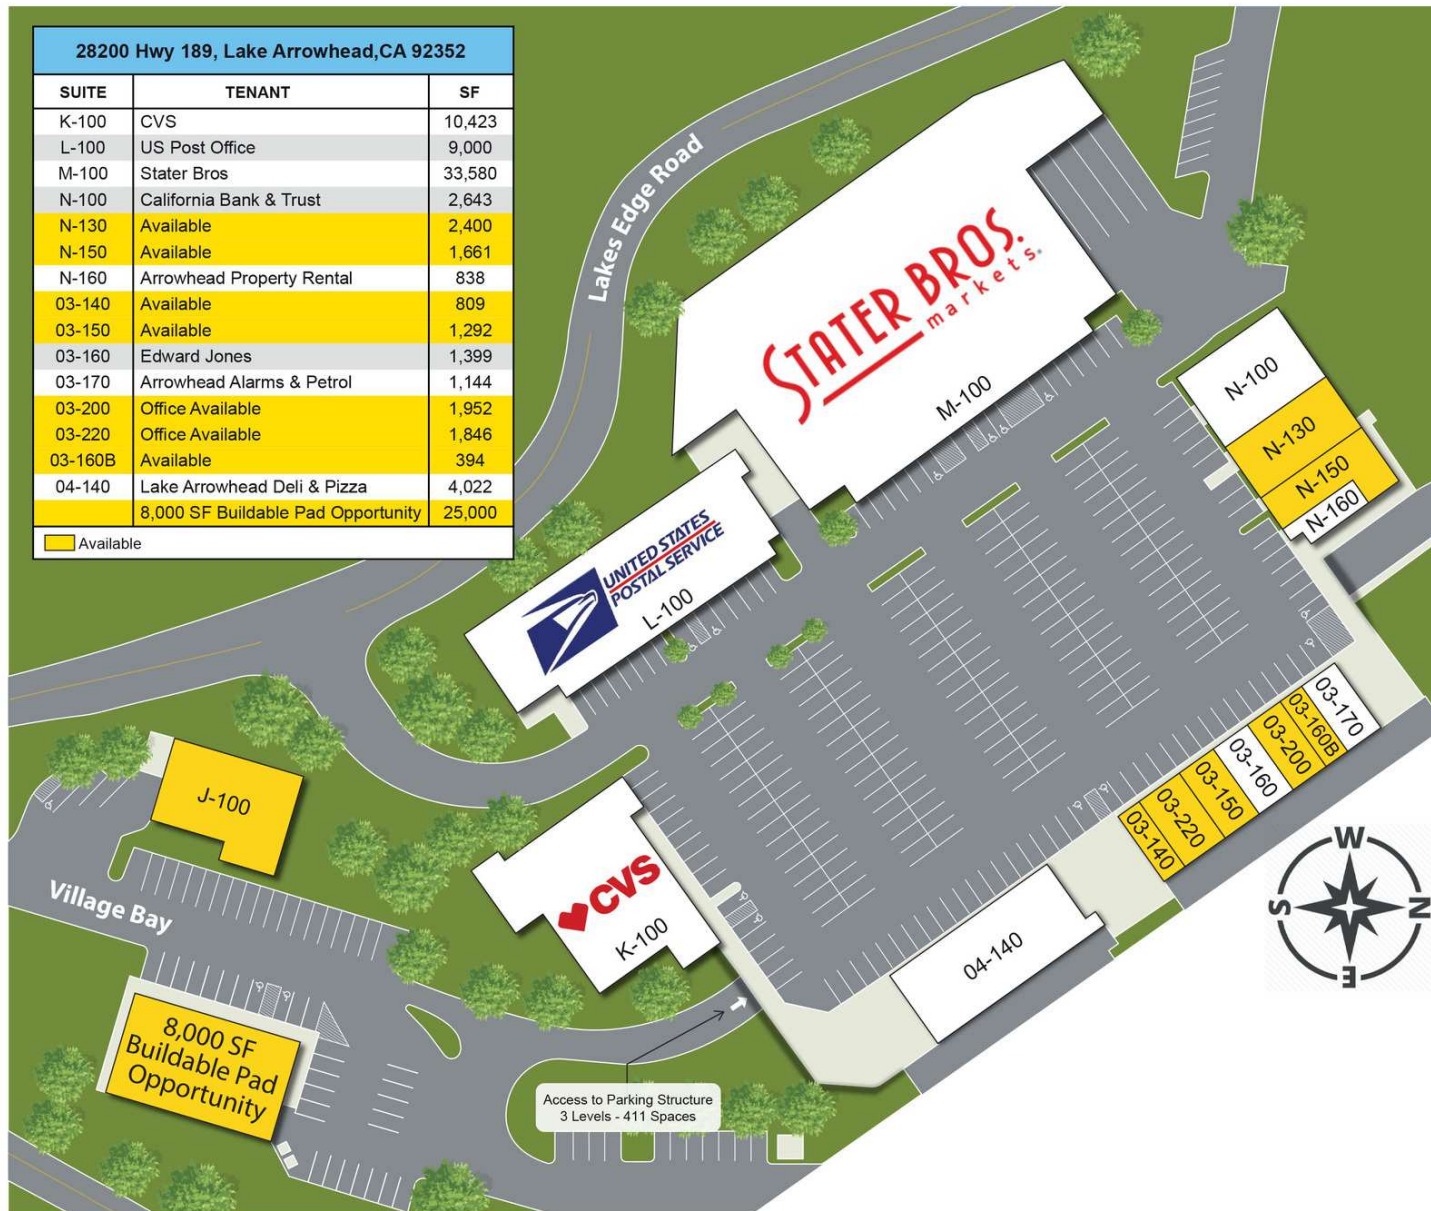 28200 Hwy 189, Lake Arrowhead,CA 92352
SUITE TENANT SF
K-100 CVS 10,423
L-100 US Post Office 9,000
M-100 Stater Bros 33,580
N-100 California Bank & Trust 2,643
N-130 Available 2,400
N-150 Available 1,661
N-160 Arrowhead Property Rental 838
03-140 Available 809
03-150 Available 1,292
03-160 Edward Jones 1,399
03-170 Arrowhead Alarms & Petrol 1,144
03-200 Office Available 1,952
03-220 Office Available 1,846
03-160B Available 394
04-140 Lake Arrowhead Deli & Pizza 4,022
8,000 SF Buildable Pad Opportunity 25,000
Available
Lakes Edge Road
STATER BROS.
markets.
M-100
N-100
N-130
N-150
N-160
UNITED STATES
POSTAL SERVICE
L-100
03-170
03-160B
03-200
03-160
03-150
03-220
03-140
J-100
Village Bay
CVS
K-100
04-140
W
S
N
E
8,000 SF
Buildable Pad
Opportunity
Access to Parking Structure
3 Levels - 411 Spaces